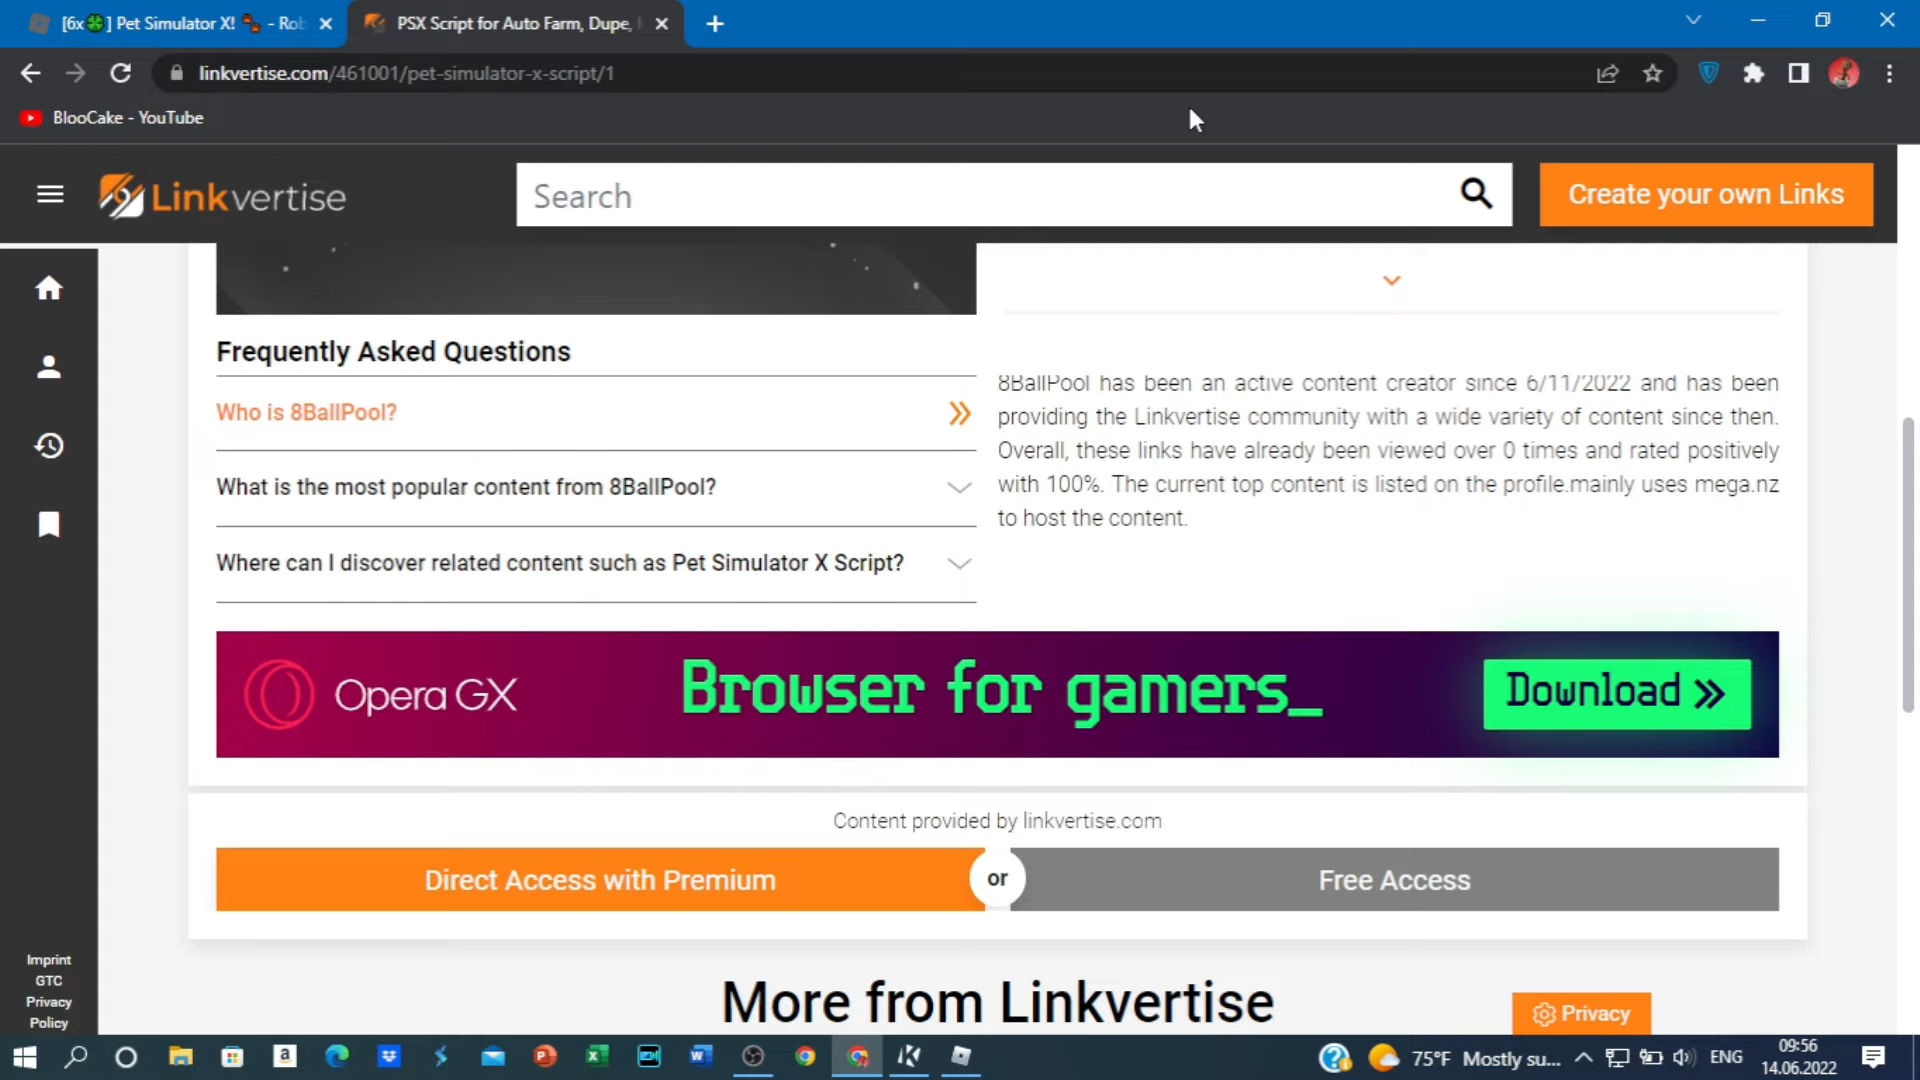 [6x🍀] Pet Simulator X! - Rob
PSX Script for Auto Farm, Dupe,
linkvertise.com/461001/pet-simulator-x-script/1
BlooCake - YouTube
Linkvertise
Search
Create your own Links
Frequently Asked Questions
Who is 8BallPool?
What is the most popular content from 8BallPool?
Where can I discover related content such as Pet Simulator X Script?
8BallPool has been an active content creator since 6/11/2022 and has been
providing the Linkvertise community with a wide variety of content since then.
Overall, these links have already been viewed over 0 times and rated positively
with 100%. The current top content is listed on the profile.mainly uses mega.nz
to host the content.
Opera GX
Browser for gamers_
Download »
Content provided by linkvertise.com
Direct Access with Premium
or
Free Access
More from Linkvertise
Privacy
Imprint
GTC
Privacy
Policy
75°F Mostly su...
ENG
09:56
14.06.2022